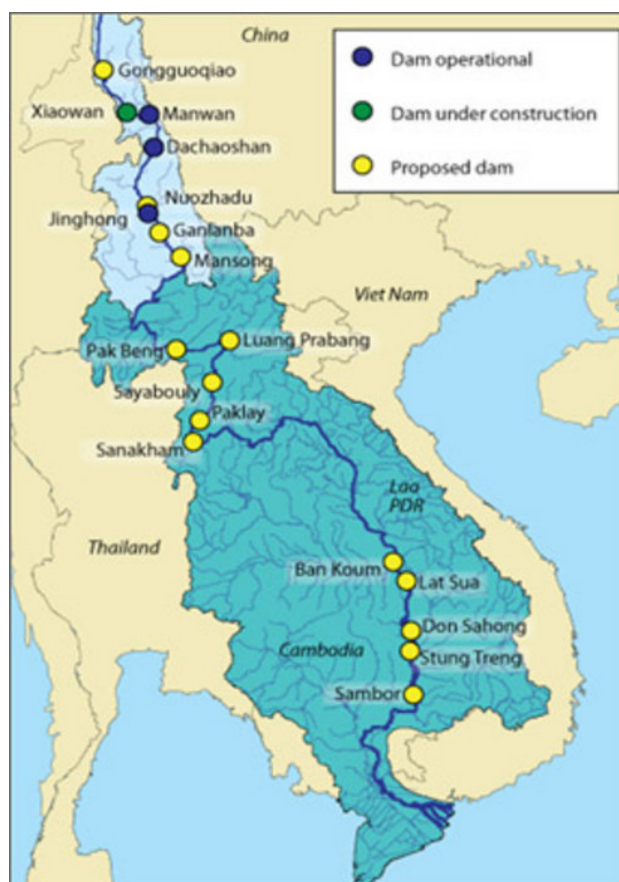 China
Dam operational
Dam under construction
Proposed dam
Gongguoqiao
Xiaowan
Manwan
Dachaoshan
Nuozhadu
Jinghong
Ganlanba
Mansong
Viet Nam
Pak Beng
Luang Prabang
Sayabouly
Paklay
Sanakham
Lao
PDR
Thailand
Ban Koum
Lat Sua
Don Sahong
Cambodia
Stung Treng
Sambor